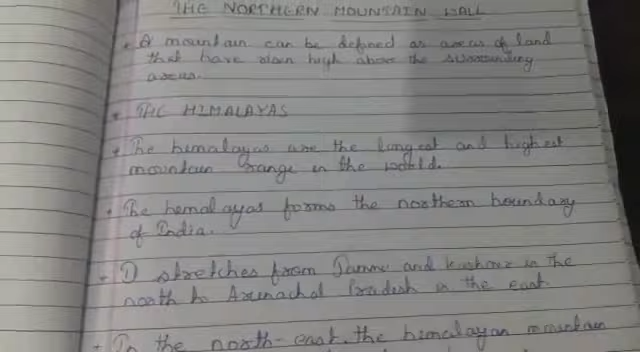 THE NORTHERN MOUNTAIN WALL
• A mountain can be defined as areas of land
that have risen high above the surrounding
areas.
• THE HIMALAYAS
• The hemalayas are the longest and highest
mountain range in the world.
• The hemalayas forms the northern boundary
of India.
• It stretches from Jammu and Kashmir in the
north to Arunachal Pradesh in the east
• In the north-east, the himalayan mountain